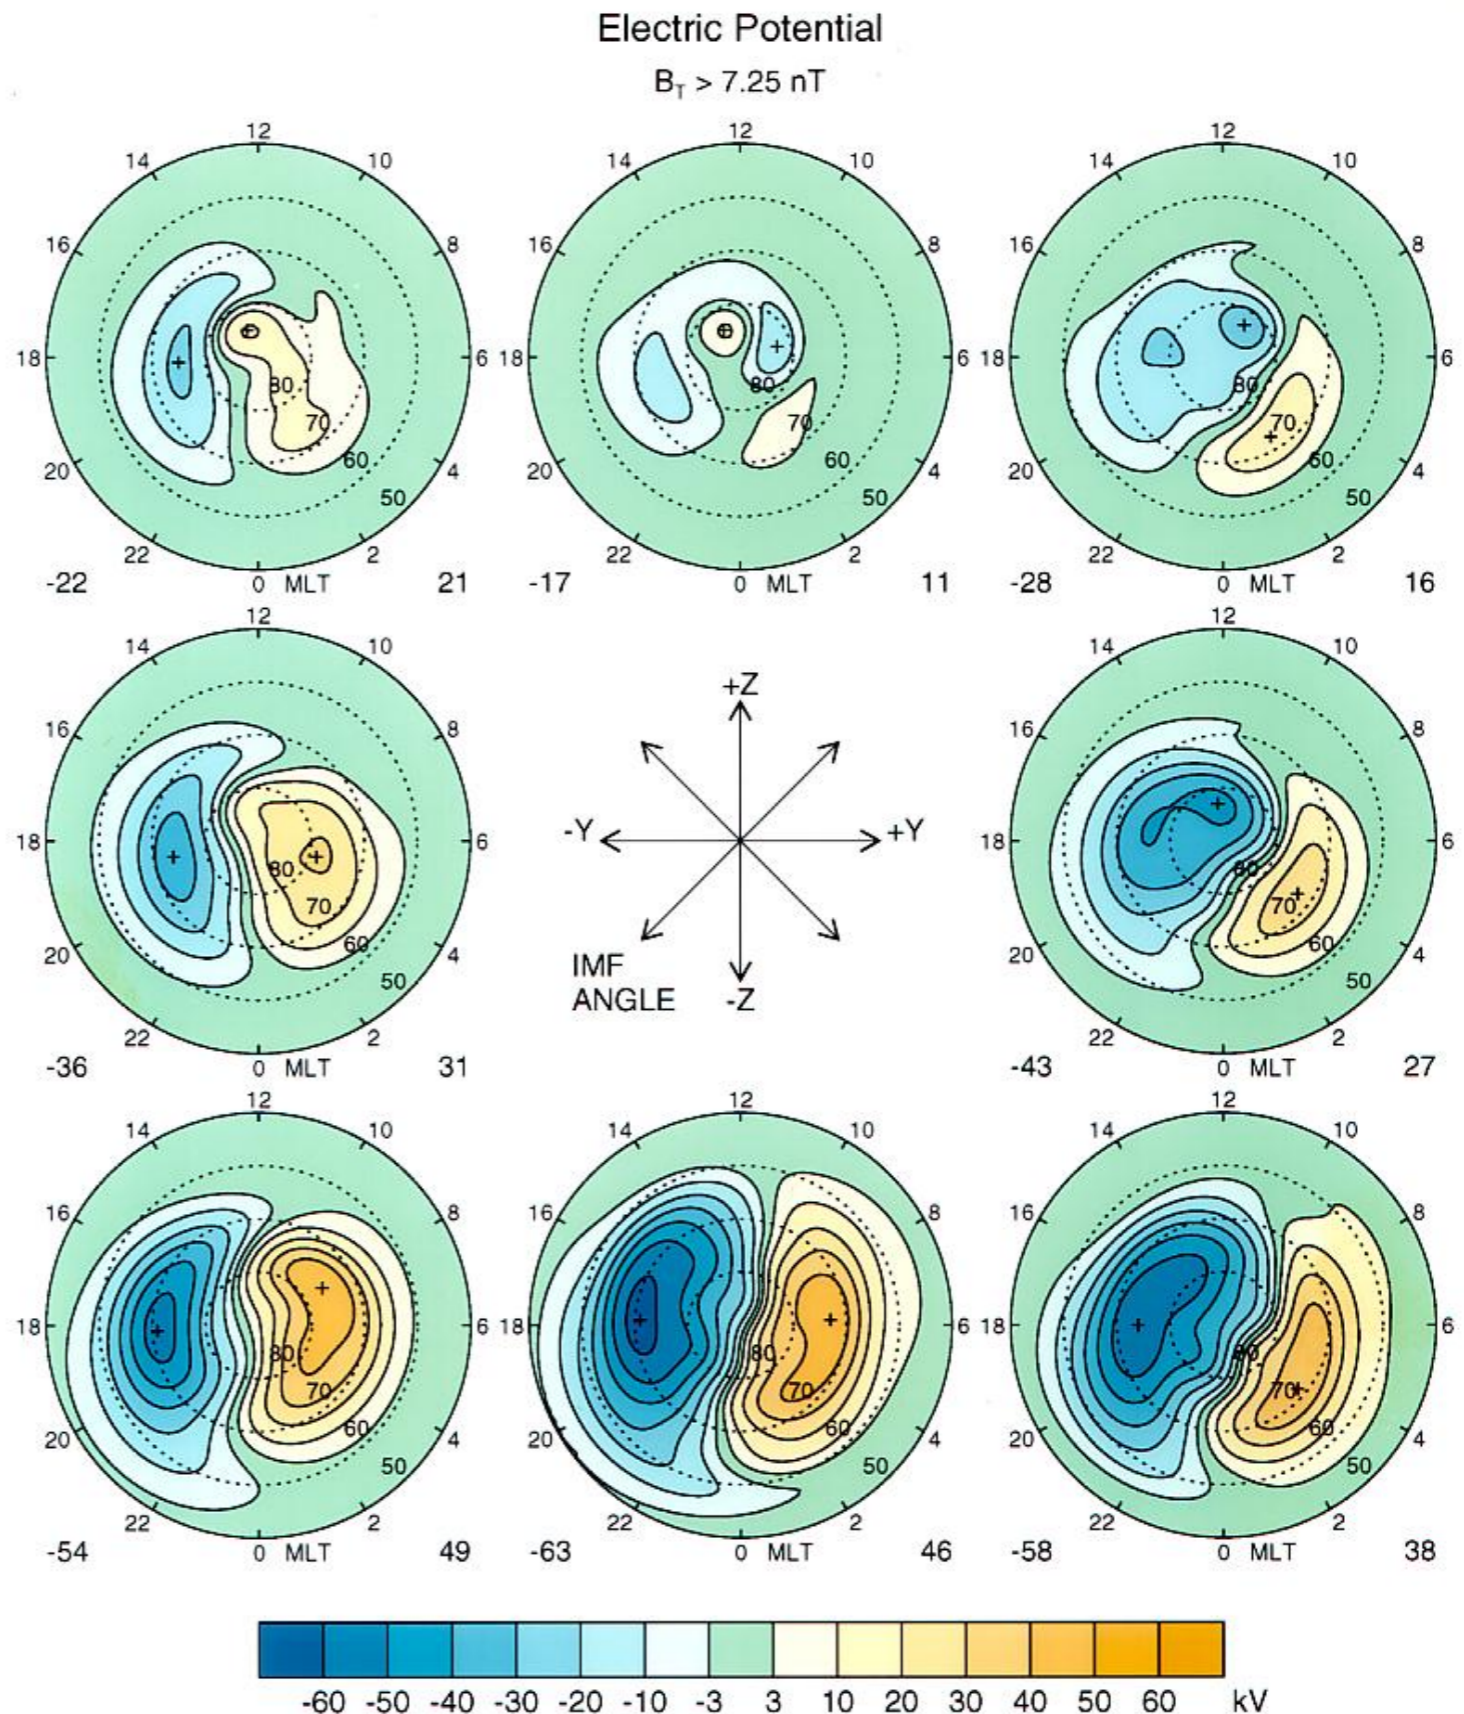 Electric Potential
B_T > 7.25 nT
12 12 12
14 10 14 10 14 10
16 8 16 8 16 8
18 6 18 6 18 6
80 80 80
70 70 70
20 60 4 20 60 4 20 60 4
50 50 50
22 2 22 2 22 2
-22 0 MLT 21 -17 0 MLT 11 -28 0 MLT 16
12 12
14 10 14 10
+Z
16 8 16 8
18 6 -Y +Y 18 6
80 80
70 70
20 60 4 20 60 4
IMF
50 50
ANGLE -Z
22 2 22 2
-36 0 MLT 31 -43 0 MLT 27
12 12 12
14 10 14 10 14 10
16 8 16 8 16 8
18 6 18 6 18 6
80 80 80
70 70 70
20 60 4 20 60 4 20 60 4
50 50 50
22 2 22 2 22 2
-54 0 MLT 49 -63 0 MLT 46 -58 0 MLT 38
-60 -50 -40 -30 -20 -10 -3 3 10 20 30 40 50 60 kV